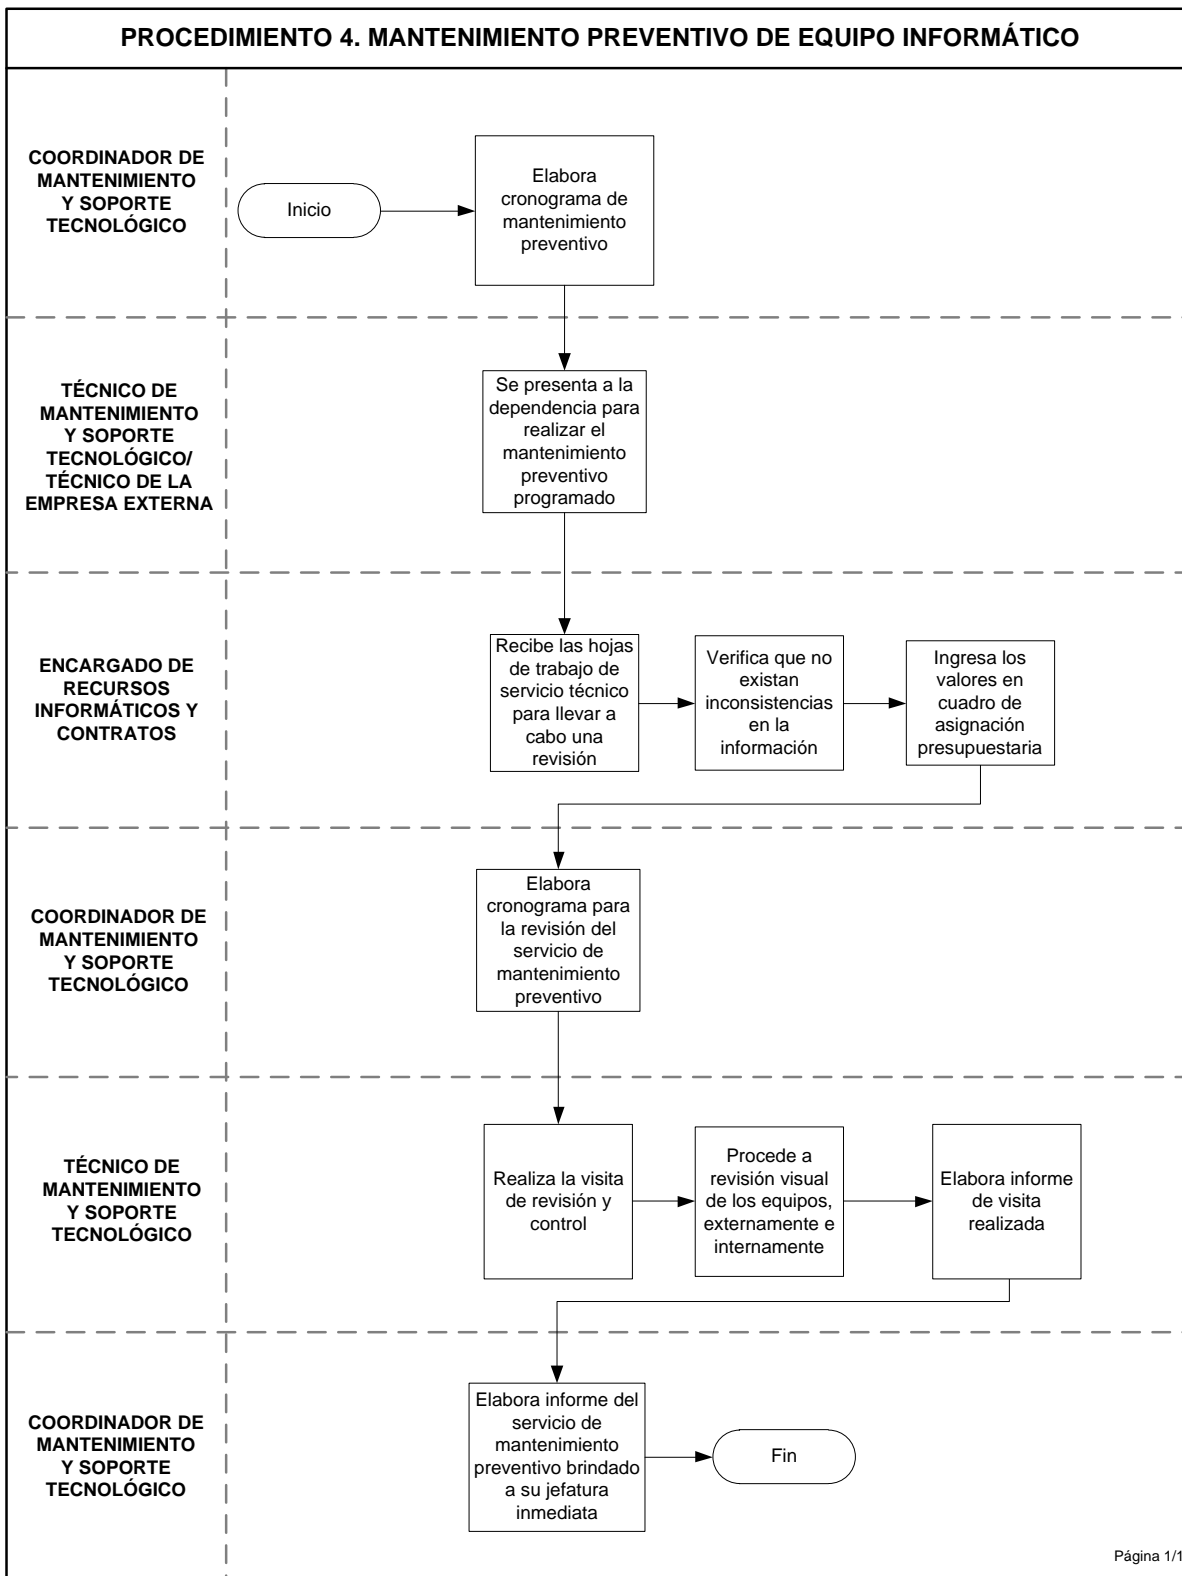 PROCEDIMIENTO 4. MANTENIMIENTO PREVENTIVO DE EQUIPO INFORMÁTICO
COORDINADOR DE
MANTENIMIENTO
Y SOPORTE
TECNOLÓGICO
Inicio
Elabora
cronograma de
mantenimiento
preventivo
TÉCNICO DE
MANTENIMIENTO
Y SOPORTE
TECNOLÓGICO/
TÉCNICO DE LA
EMPRESA EXTERNA
Se presenta a la
dependencia para
realizar el
mantenimiento
preventivo
programado
ENCARGADO DE
RECURSOS
INFORMÁTICOS Y
CONTRATOS
Recibe las hojas
de trabajo de
servicio técnico
para llevar a
cabo una
revisión
Verifica que no
existan
inconsistencias
en la
información
Ingresa los
valores en
cuadro de
asignación
presupuestaria
COORDINADOR DE
MANTENIMIENTO
Y SOPORTE
TECNOLÓGICO
Elabora
cronograma para
la revisión del
servicio de
mantenimiento
preventivo
TÉCNICO DE
MANTENIMIENTO
Y SOPORTE
TECNOLÓGICO
Realiza la visita
de revisión y
control
Procede a
revisión visual
de los equipos,
externamente e
internamente
Elabora informe
de visita
realizada
COORDINADOR DE
MANTENIMIENTO
Y SOPORTE
TECNOLÓGICO
Elabora informe del
servicio de
mantenimiento
preventivo brindado
a su jefatura
inmediata
Fin
Página 1/1